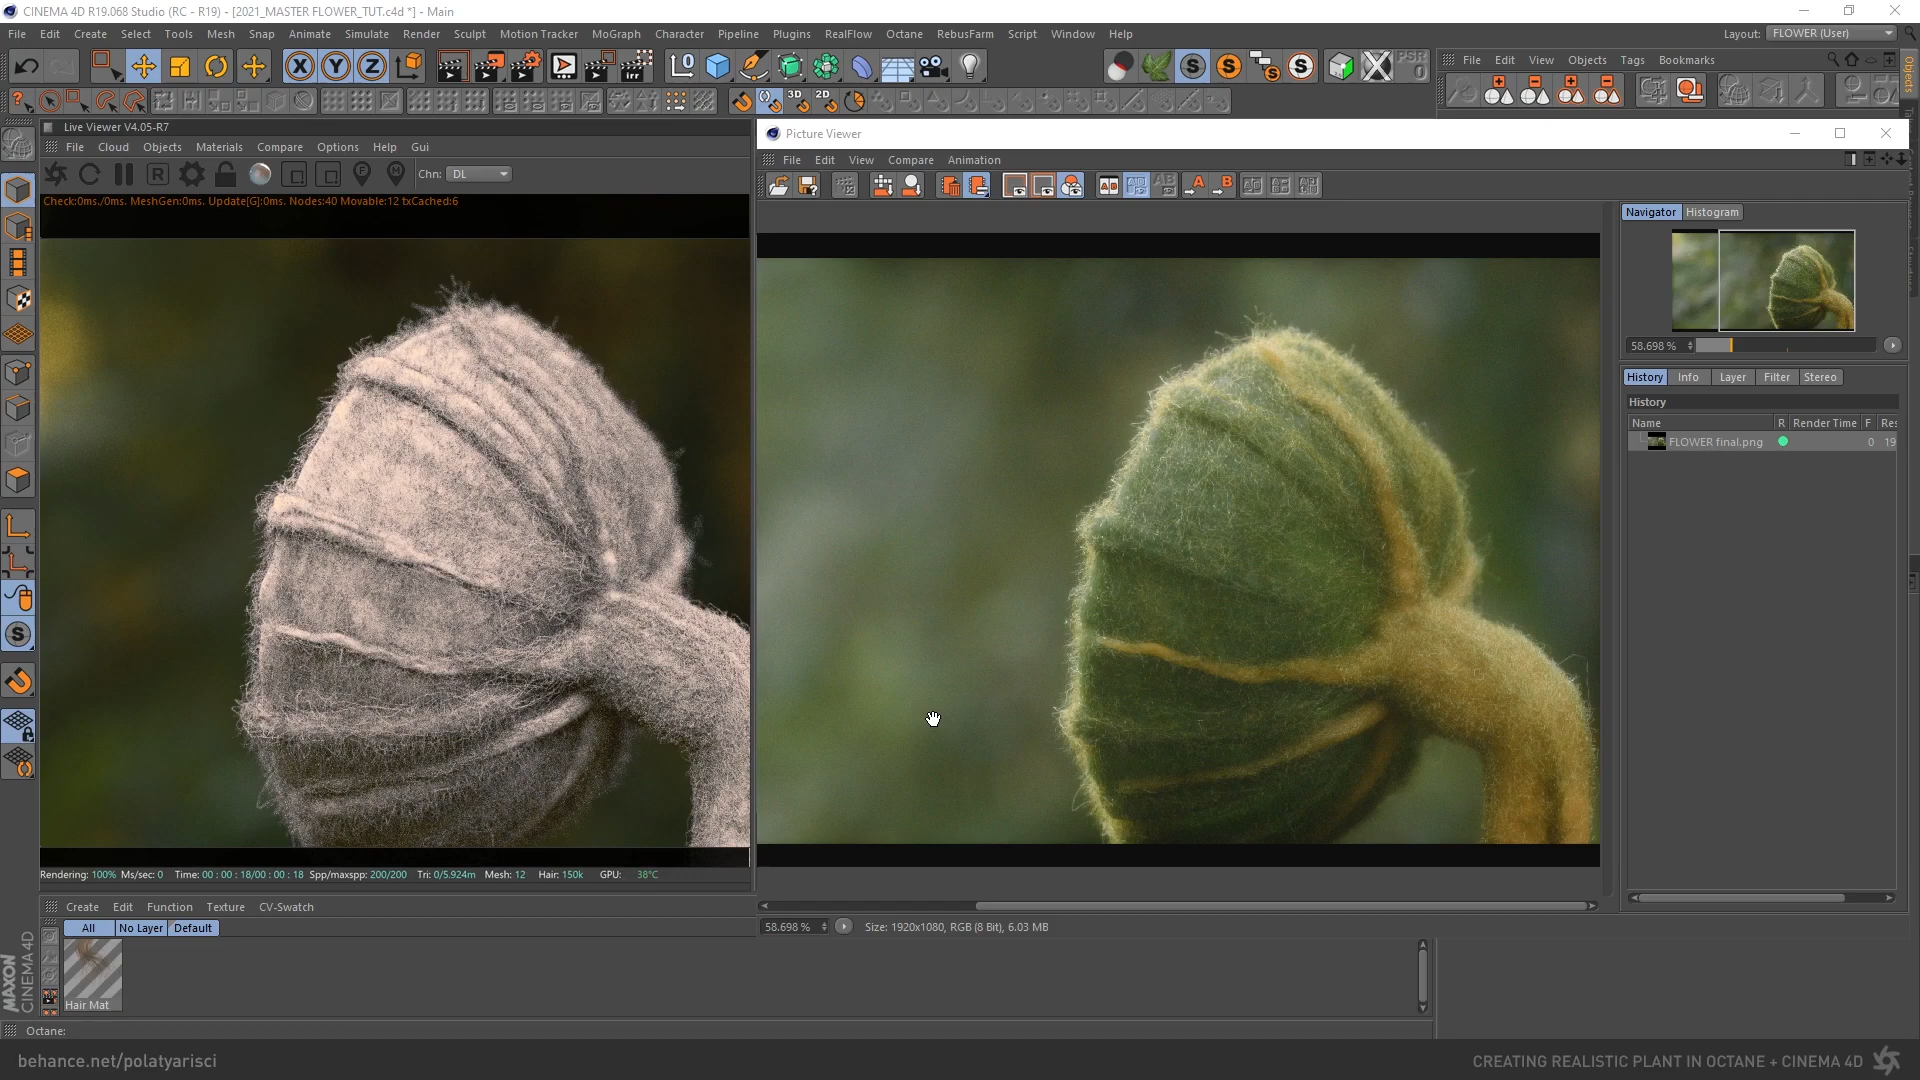 CINEMA 4D R19.068 Studio (RC - R19) - [2021_MASTER FLOWER_TUT.c4d *] - Main
File Edit Create Select Tools Mesh Snap Animate Simulate Render Sculpt Motion Tracker MoGraph Character Pipeline Plugins RealFlow Octane RebusFarm Script Window Help
Layout: FLOWER (User)
PSR
0
File Edit View Objects Tags Bookmarks
Objects
3D 2D
Live Viewer V4.05-R7
File Cloud Objects Materials Compare Options Help Gui
Chn: DL
Check:0ms./0ms. MeshGen:0ms. Update[G]:0ms. Nodes:40 Movable:12 txCached:6
Rendering: 100% Ms/sec: 0 Time: 00 : 00 : 18/00 : 00 : 18 Spp/maxspp: 200/200 Tri: 0/5.924m Mesh: 12 Hair: 150k GPU: 38°C
Picture Viewer
File Edit View Compare Animation
Navigator Histogram
58.698 %
History Info Layer Filter Stereo
History
Name R Render Time F Res
FLOWER final.png 0 19
58.698 % Size: 1920x1080, RGB (8 Bit), 6.03 MB
Create Edit Function Texture CV-Swatch
All No Layer Default
Hair Mat
MAXON
CINEMA 4D
Octane:
behance.net/polatyarisci
CREATING REALISTIC PLANT IN OCTANE + CINEMA 4D